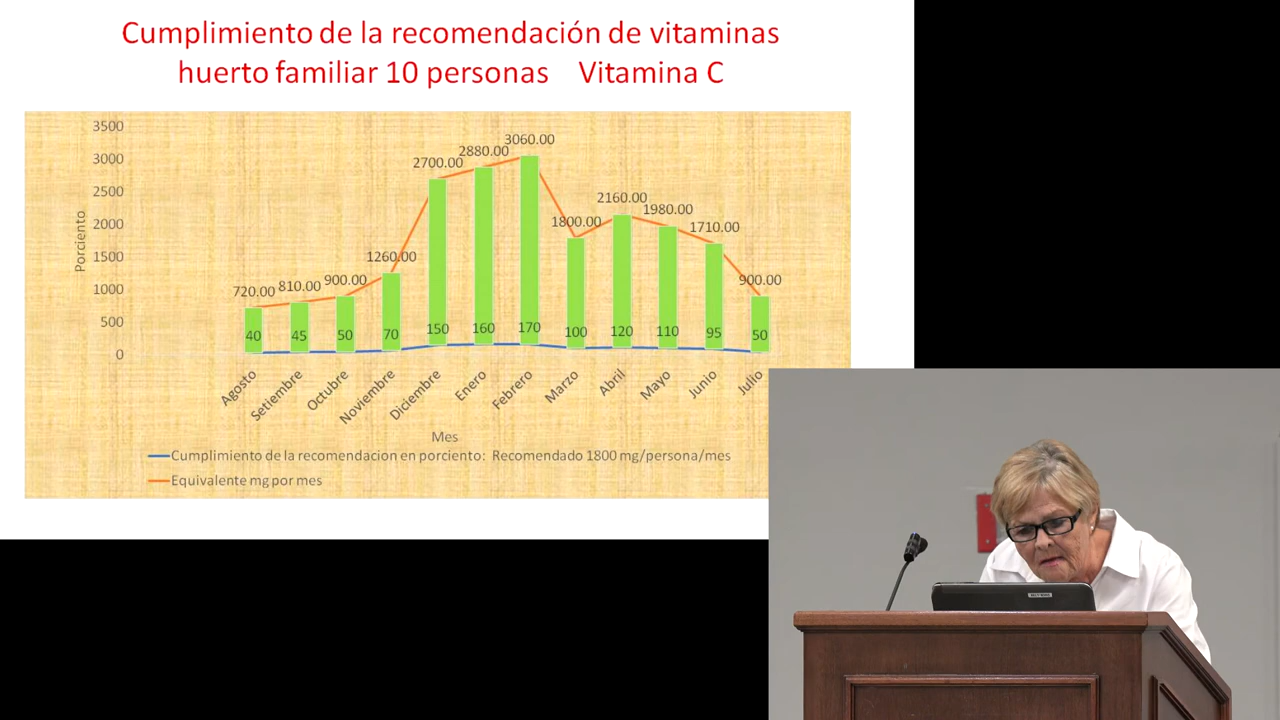 Cumplimiento de la recomendación de vitaminas
huerto familiar 10 personas Vitamina C
3500
3000
2500
2000
1500
1000
500
0
Porciento
720.00
810.00
900.00
1260.00
2700.00
2880.00
3060.00
1800.00
2160.00
1980.00
1710.00
900.00
40
45
50
70
150
160
170
100
120
110
95
50
Agosto
Setiembre
Octubre
Noviembre
Diciembre
Enero
Febrero
Marzo
Abril
Mayo
Junio
Julio
Mes
Cumplimiento de la recomendacion en porciento: Recomendado 1800 mg/persona/mes
Equivalente mg por mes